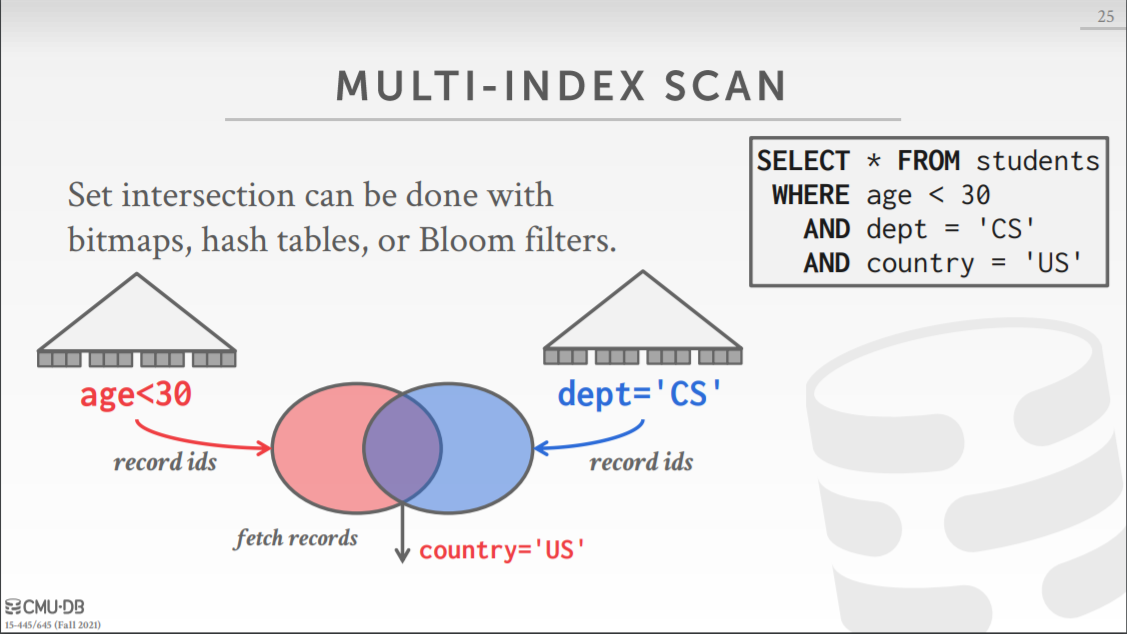 25
MULTI-INDEX SCAN
SELECT * FROM students
WHERE age < 30
AND dept = 'CS'
AND country = 'US'
Set intersection can be done with
bitmaps, hash tables, or Bloom filters.
age<30
dept='CS'
record ids
record ids
fetch records
country='US'
CMU·DB
15-445/645 (Fall 2021)